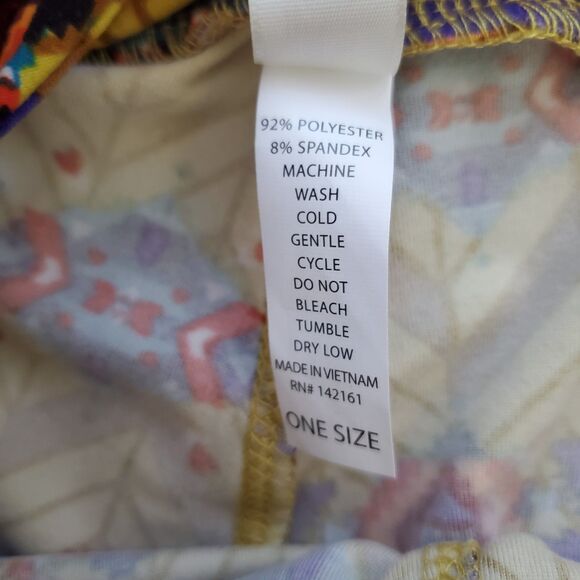 92% POLYESTER
8% SPANDEX
MACHINE
WASH
COLD
GENTLE
CYCLE
DO NOT
BLEACH
TUMBLE
DRY LOW
MADE IN VIETNAM
RN# 142161
ONE SIZE